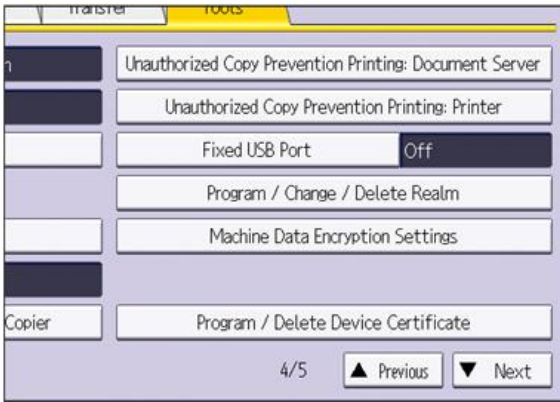 Transfer
Tools
Unauthorized Copy Prevention Printing: Document Server
Unauthorized Copy Prevention Printing: Printer
Fixed USB Port
Off
Program / Change / Delete Realm
Machine Data Encryption Settings
Copier
Program / Delete Device Certificate
4/5
▲ Previous
▼ Next